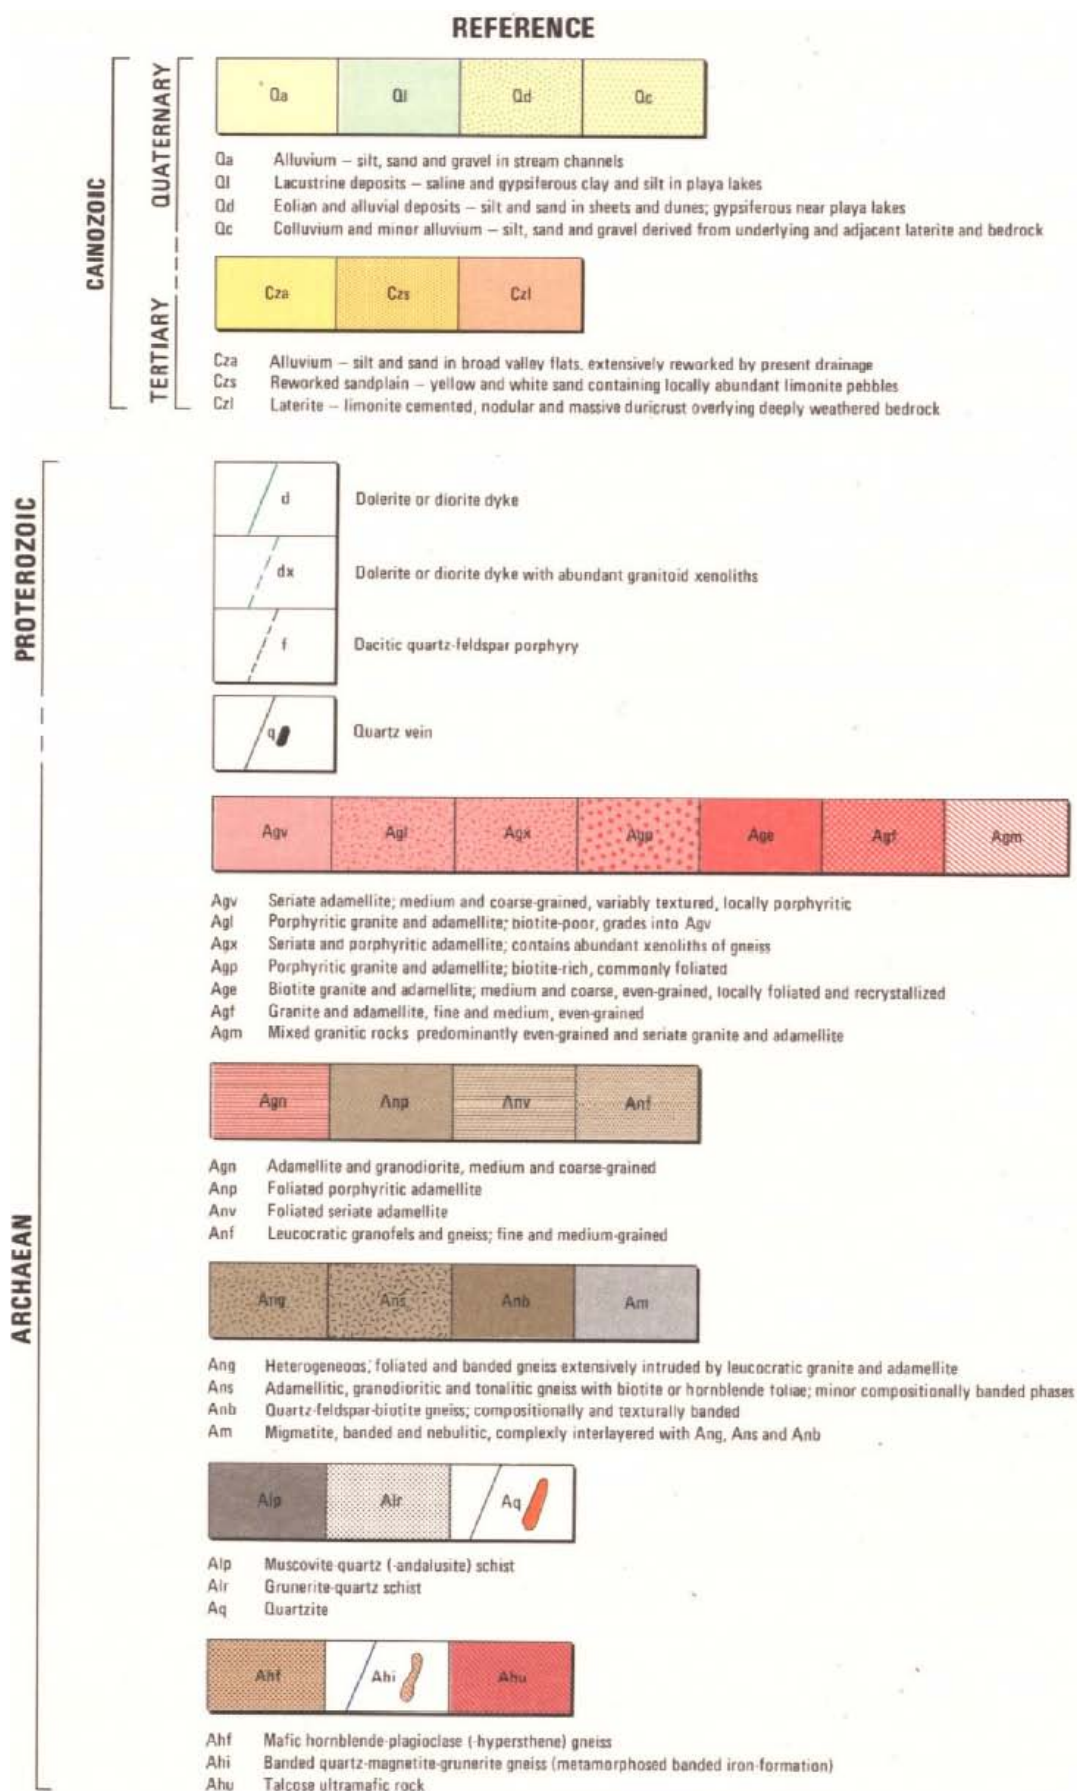 REFERENCE
CAINOZOIC
QUATERNARY
Qa Ql Qd Qc
Qa Alluvium – silt, sand and gravel in stream channels
Ql Lacustrine deposits – saline and gypsiferous clay and silt in playa lakes
Qd Eolian and alluvial deposits – silt and sand in sheets and dunes; gypsiferous near playa lakes
Qc Colluvium and minor alluvium – silt, sand and gravel derived from underlying and adjacent laterite and bedrock
TERTIARY
Cza Czs Czl
Cza Alluvium – silt and sand in broad valley flats, extensively reworked by present drainage
Czs Reworked sandplain – yellow and white sand containing locally abundant limonite pebbles
Czl Laterite – limonite cemented, nodular and massive duricrust overlying deeply weathered bedrock
PROTEROZOIC
d Dolerite or diorite dyke
dx Dolerite or diorite dyke with abundant granitoid xenoliths
f Dacitic quartz-feldspar porphyry
q Quartz vein
ARCHAEAN
Agv Agl Agx Agp Age Agf Agm
Agv Seriate adamellite; medium and coarse-grained, variably textured, locally porphyritic
Agl Porphyritic granite and adamellite; biotite-poor, grades into Agv
Agx Seriate and porphyritic adamellite; contains abundant xenoliths of gneiss
Agp Porphyritic granite and adamellite; biotite-rich, commonly foliated
Age Biotite granite and adamellite; medium and coarse, even-grained, locally foliated and recrystallized
Agf Granite and adamellite, fine and medium, even-grained
Agm Mixed granitic rocks predominantly even-grained and seriate granite and adamellite
Agn Anp Anv Anf
Agn Adamellite and granodiorite, medium and coarse-grained
Anp Foliated porphyritic adamellite
Anv Foliated seriate adamellite
Anf Leucocratic granofels and gneiss; fine and medium-grained
Ang Ans Anb Am
Ang Heterogeneous; foliated and banded gneiss extensively intruded by leucocratic granite and adamellite
Ans Adamellitic, granodioritic and tonalitic gneiss with biotite or hornblende foliae; minor compositionally banded phases
Anb Quartz-feldspar-biotite gneiss; compositionally and texturally banded
Am Migmatite, banded and nebulitic, complexly interlayered with Ang, Ans and Anb
Alp Alr Aq
Alp Muscovite-quartz (-andalusite) schist
Alr Grunerite-quartz schist
Aq Quartzite
Ahf Ahi Ahu
Ahf Mafic hornblende-plagioclase (-hypersthene) gneiss
Ahi Banded quartz-magnetite-grunerite gneiss (metamorphosed banded iron-formation)
Ahu Talcose ultramafic rock